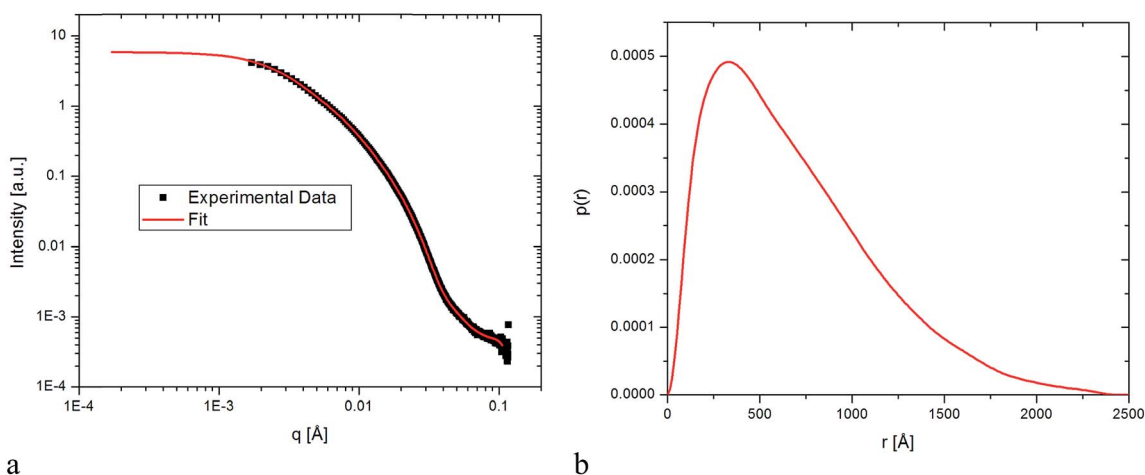 10
1
0.1
0.01
1E-3
1E-4
Intensity [a.u.]
Experimental Data
Fit
1E-4
1E-3
0.01
0.1
q [Å]
a
0.0005
0.0004
0.0003
0.0002
0.0001
0.0000
p(r)
0
500
1000
1500
2000
2500
r [Å]
b